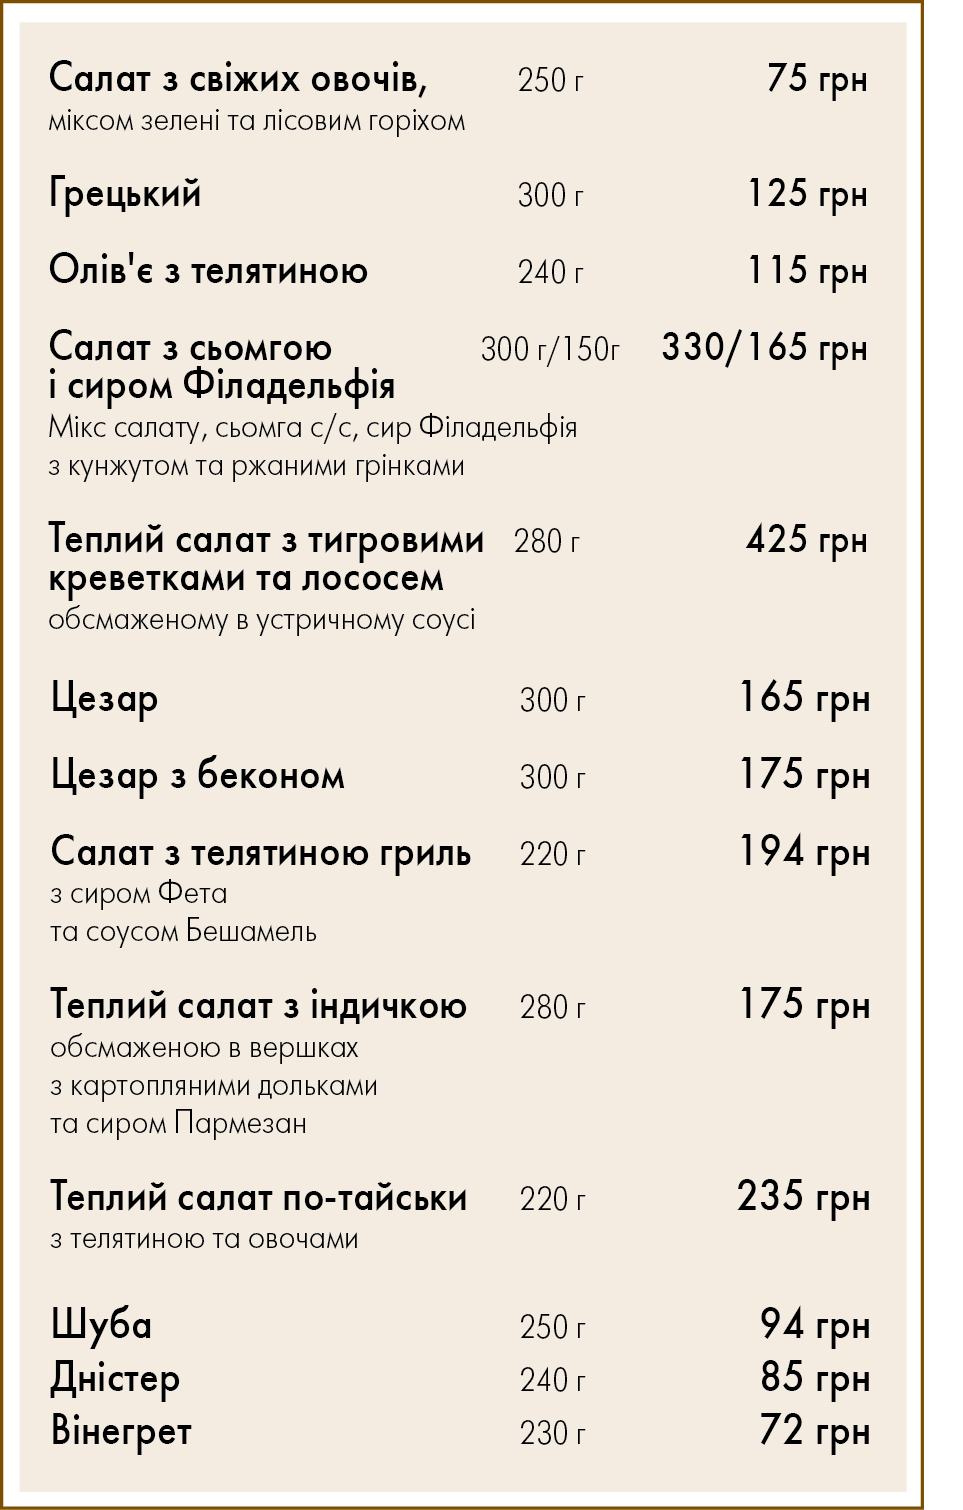 Салат з свіжих овочів, 250 г 75 грн
міксом зелені та лісовим горіхом
Грецький 300 г 125 грн
Олів'є з телятиною 240 г 115 грн
Салат з сьомгою 300 г/150г 330/165 грн
і сиром Філадельфія
Мікс салату, сьомга с/с, сир Філадельфія
з кунжутом та ржаними грінками
Теплий салат з тигровими 280 г 425 грн
креветками та лососем
обсмаженому в устричному соусі
Цезар 300 г 165 грн
Цезар з беконом 300 г 175 грн
Салат з телятиною гриль 220 г 194 грн
з сиром Фета
та соусом Бешамель
Теплий салат з індичкою 280 г 175 грн
обсмаженою в вершках
з картопляними дольками
та сиром Пармезан
Теплий салат по-тайськи 220 г 235 грн
з телятиною та овочами
Шуба 250 г 94 грн
Дністер 240 г 85 грн
Вінегрет 230 г 72 грн